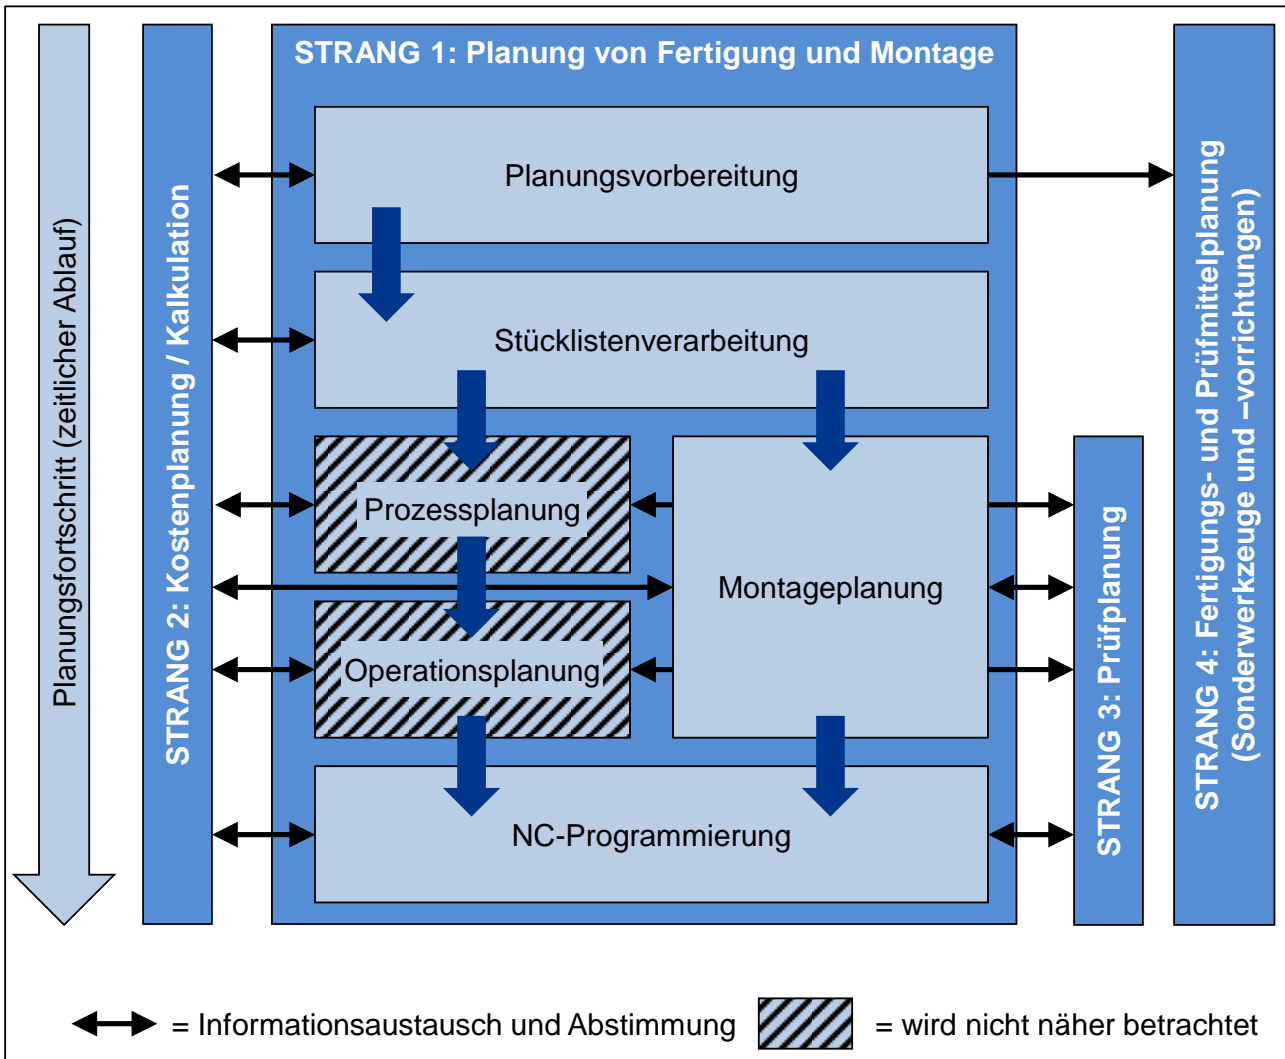 Planungsfortschritt (zeitlicher Ablauf)
STRANG 2: Kostenplanung / Kalkulation
STRANG 1: Planung von Fertigung und Montage
Planungsvorbereitung
Stücklistenverarbeitung
Prozessplanung
Montageplanung
Operationsplanung
NC-Programmierung
STRANG 3: Prüfplanung
STRANG 4: Fertigungs- und Prüfmittelplanung
(Sonderwerkzeuge und –vorrichtungen)
= Informationsaustausch und Abstimmung
= wird nicht näher betrachtet